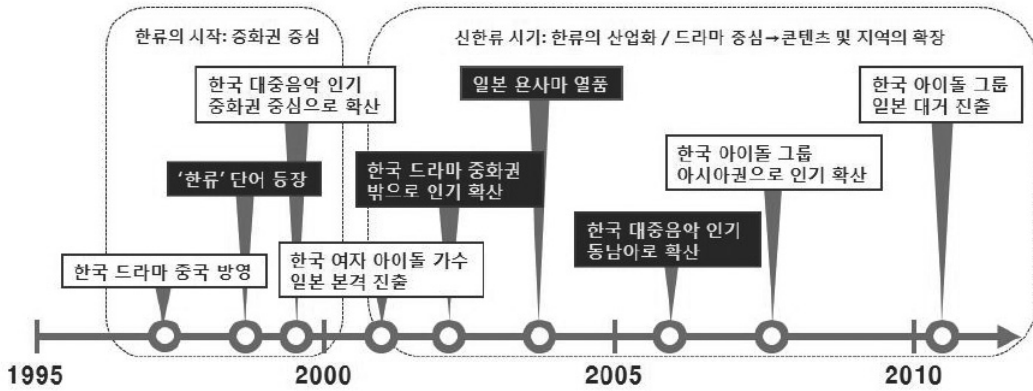 한류의 시작: 중화권 중심
신한류 시기: 한류의 산업화 / 드라마 중심→콘텐츠 및 지역의 확장
한국 대중음악 인기
중화권 중심으로 확산
일본 욘사마 열풍
한국 아이돌 그룹
일본 대거 진출
‘한류’ 단어 등장
한국 드라마 중화권
밖으로 인기 확산
한국 아이돌 그룹
아시아권으로 인기 확산
한국 드라마 중국 방영
한국 여자 아이돌 가수
일본 본격 진출
한국 대중음악 인기
동남아로 확산
1995
2000
2005
2010